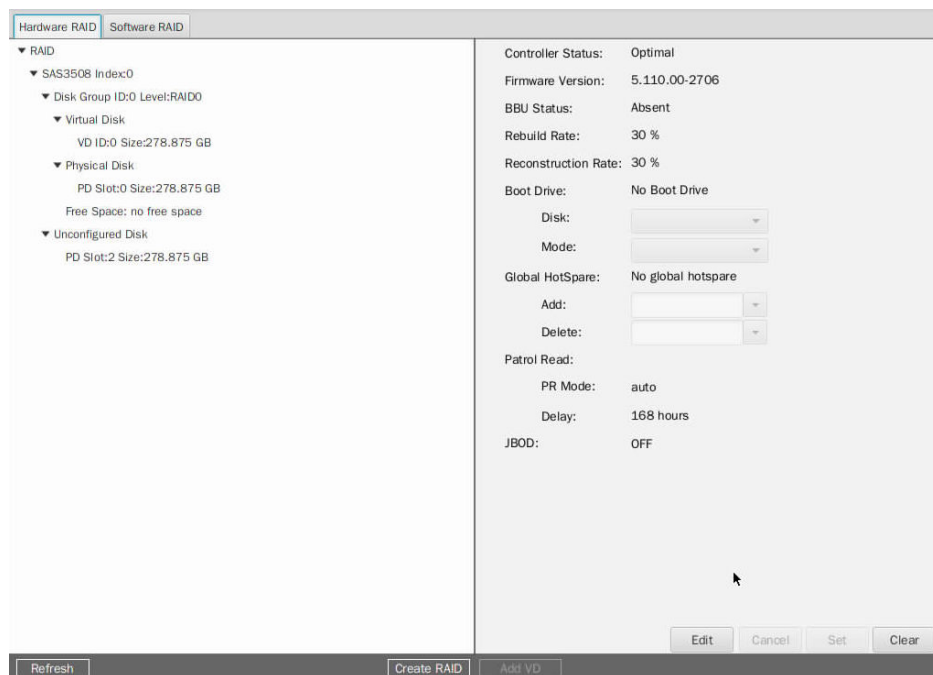 Hardware RAID Software RAID
RAID
SAS3508 Index:0
Disk Group ID:0 Level:RAID0
Virtual Disk
VD ID:0 Size:278.875 GB
Physical Disk
PD Slot:0 Size:278.875 GB
Free Space: no free space
Unconfigured Disk
PD Slot:2 Size:278.875 GB
Controller Status: Optimal
Firmware Version: 5.110.00-2706
BBU Status: Absent
Rebuild Rate: 30 %
Reconstruction Rate: 30 %
Boot Drive: No Boot Drive
Disk:
Mode:
Global HotSpare: No global hotspare
Add:
Delete:
Patrol Read:
PR Mode: auto
Delay: 168 hours
JBOD: OFF
Edit Cancel Set Clear
Refresh Create RAID Add VD